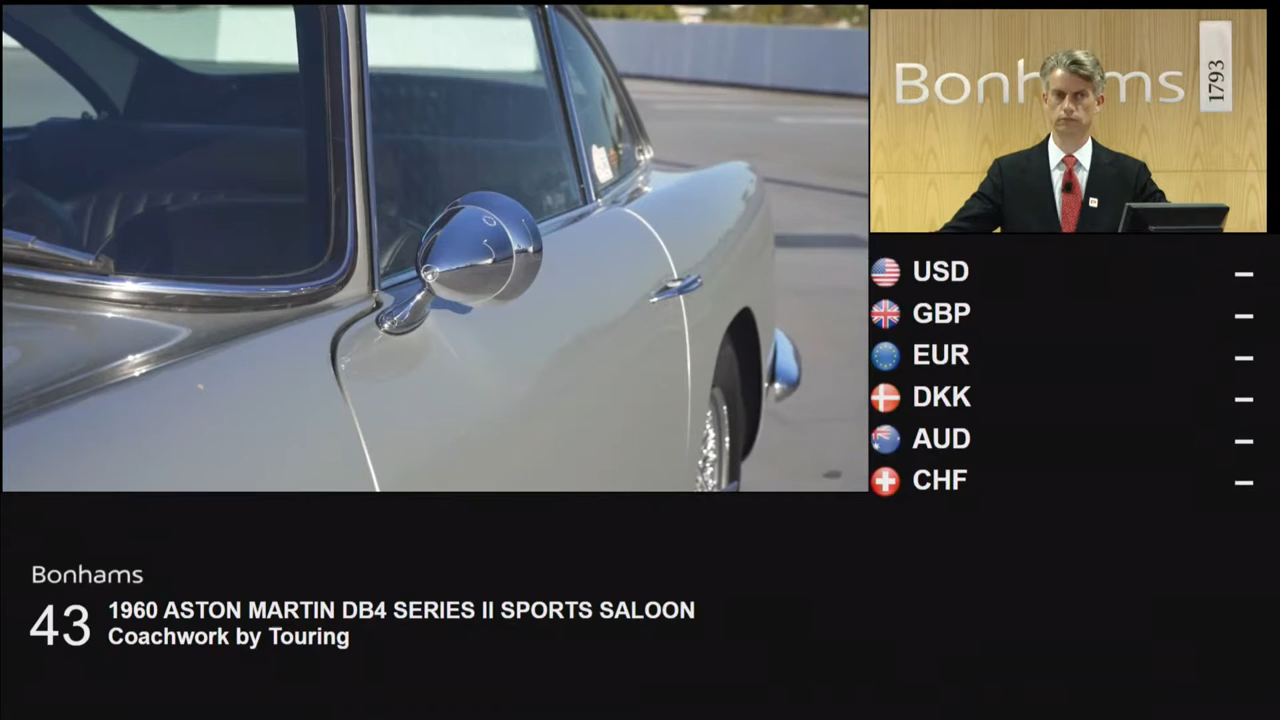 Bonhams
1793
USD –
GBP –
EUR –
DKK –
AUD –
CHF –
Bonhams
43
1960 ASTON MARTIN DB4 SERIES II SPORTS SALOON
Coachwork by Touring